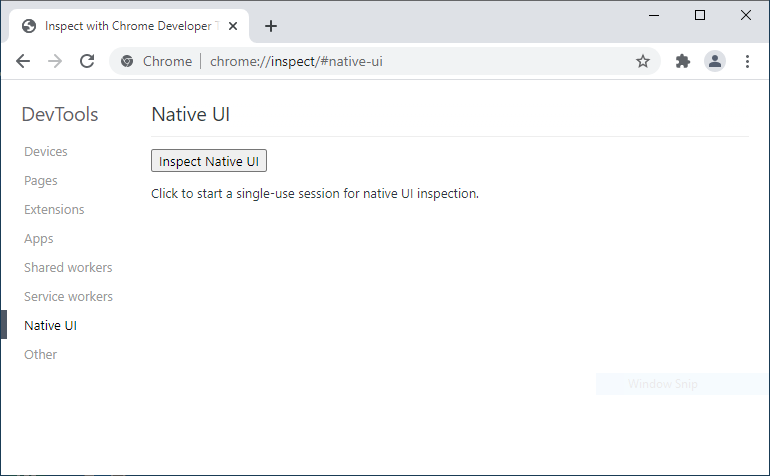 Inspect with Chrome Developer T
Chrome | chrome://inspect/#native-ui
DevTools
Devices
Pages
Extensions
Apps
Shared workers
Service workers
Native UI
Other
Native UI
Inspect Native UI
Click to start a single-use session for native UI inspection.
Window Snip